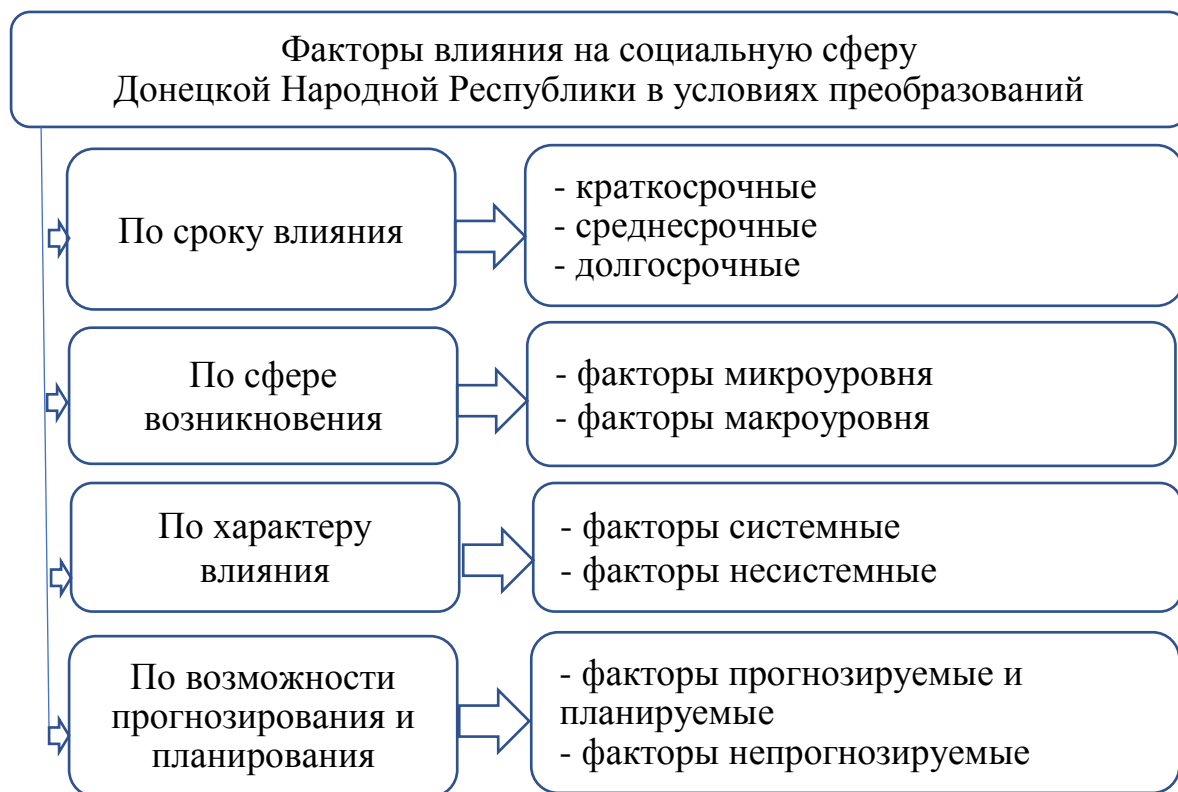 Факторы влияния на социальную сферу
Донецкой Народной Республики в условиях преобразований
По сроку влияния
- краткосрочные
- среднесрочные
- долгосрочные
По сфере
возникновения
- факторы микроуровня
- факторы макроуровня
По характеру
влияния
- факторы системные
- факторы несистемные
По возможности
прогнозирования и
планирования
- факторы прогнозируемые и
планируемые
- факторы непрогнозируемые